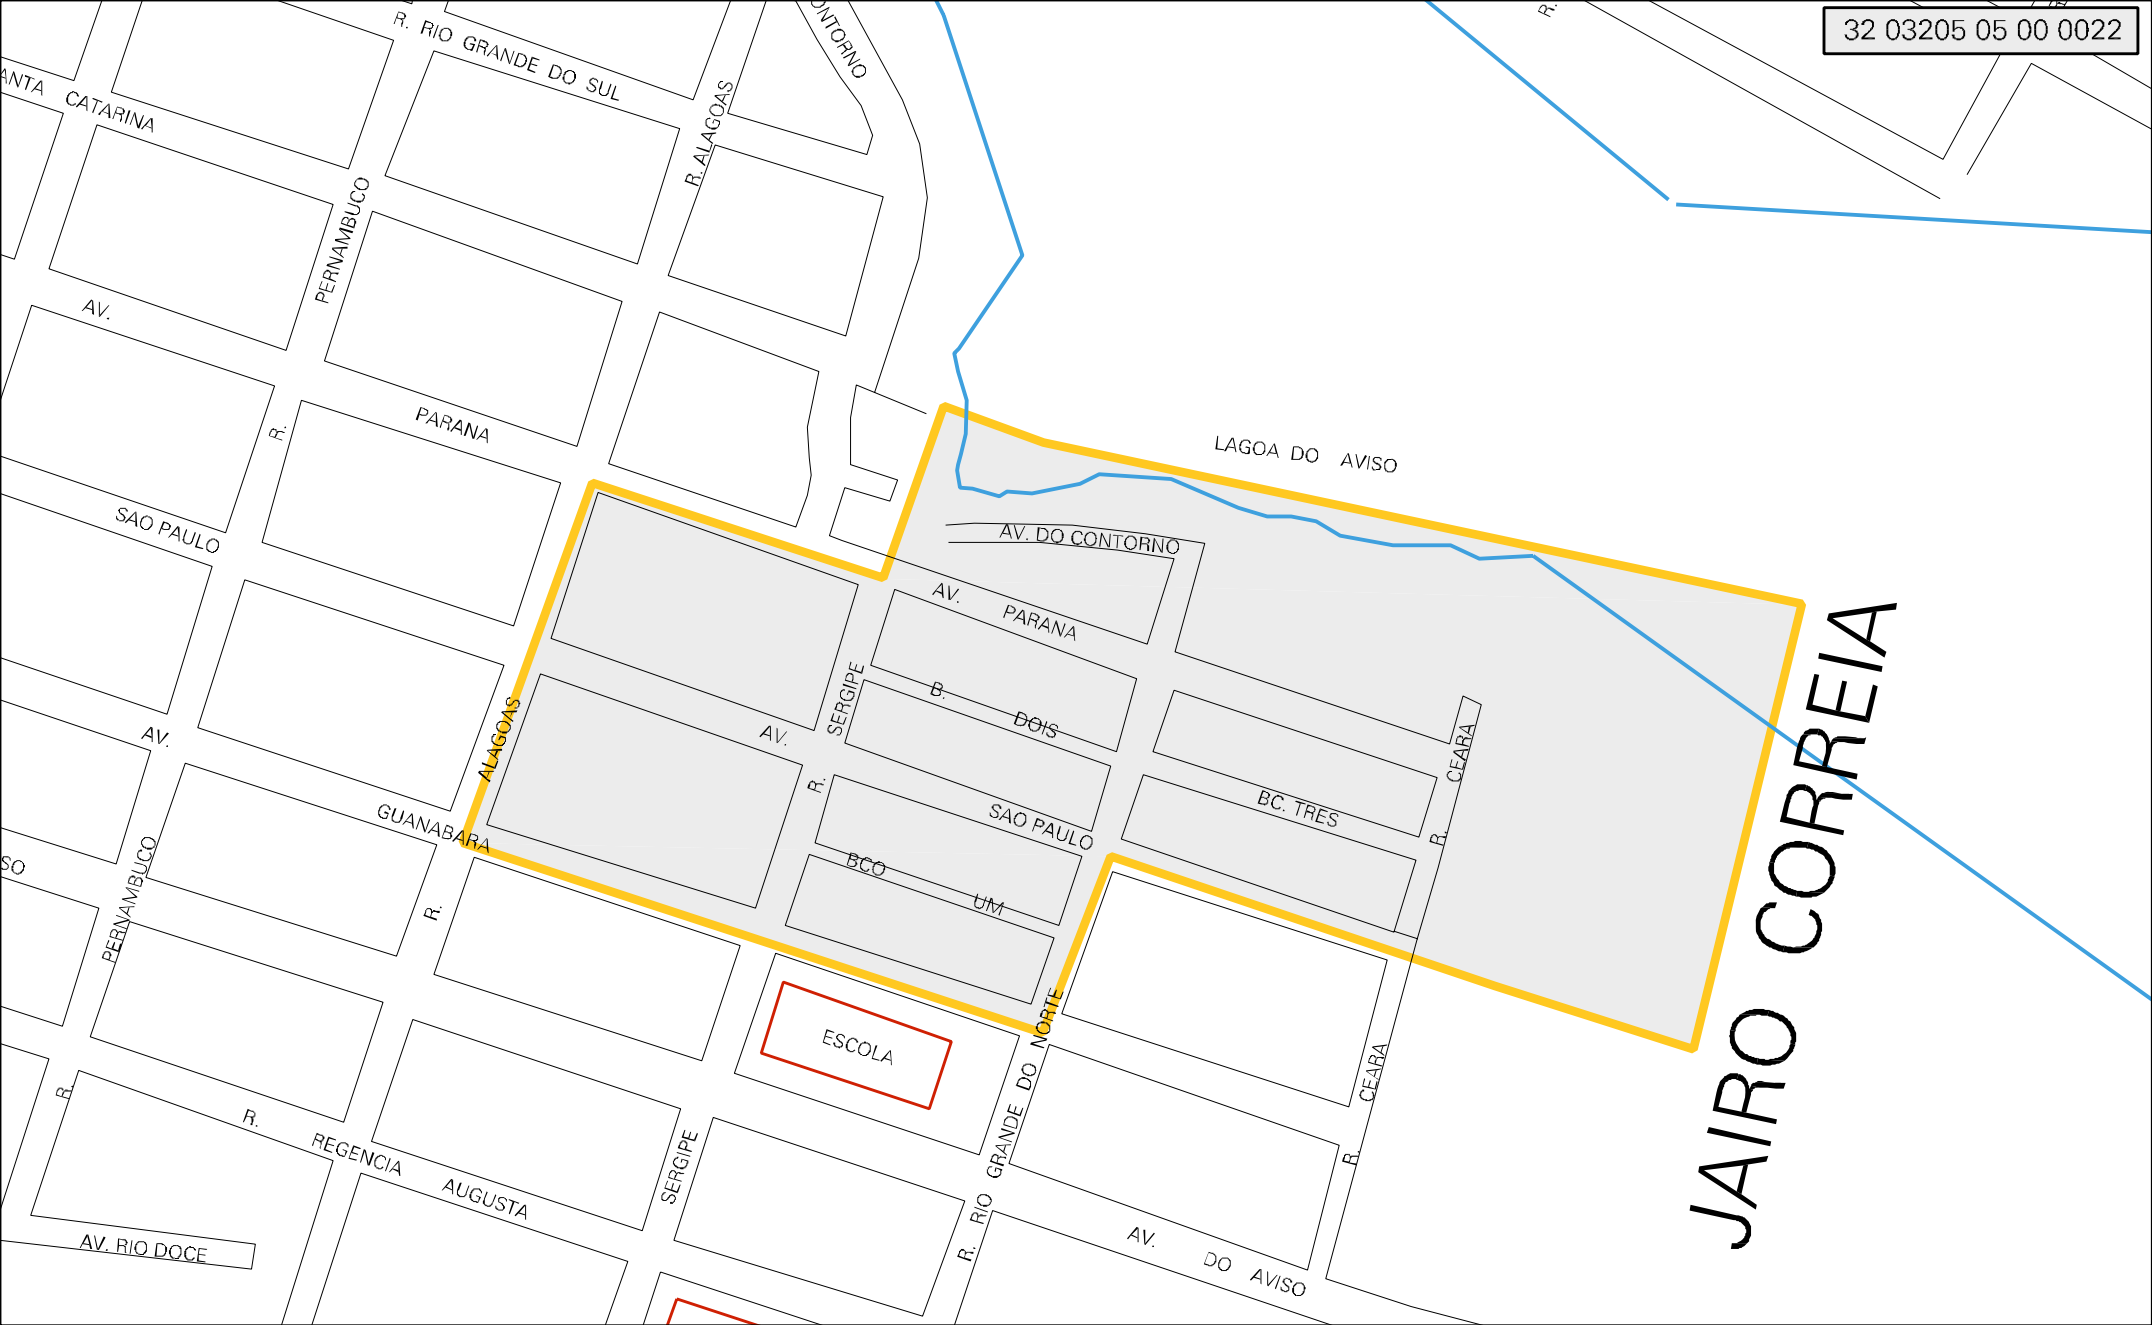 32 03205 05 00 0022
R. RIO GRANDE DO SUL
ONTORNO
R.
ANTA CATARINA
R. ALAGOAS
PERNAMBUCO
AV.
PARANA
R.
LAGOA DO AVISO
SAO PAULO
AV. DO CONTORNO
AV. PARANA
SERGIPE
B. DOIS
ALAGOAS
AV.
AV.
R.
CEARA
BC. TRES
SAO PAULO
R.
GUANABARA
BCO UM
SO
PERNAMBUCO
R.
JAIRO CORREIA
ESCOLA
R. RIO GRANDE DO NORTE
CEARA
R.
R.
R. REGENCIA AUGUSTA
SERGIPE
AV. RIO DOCE
AV. DO AVISO